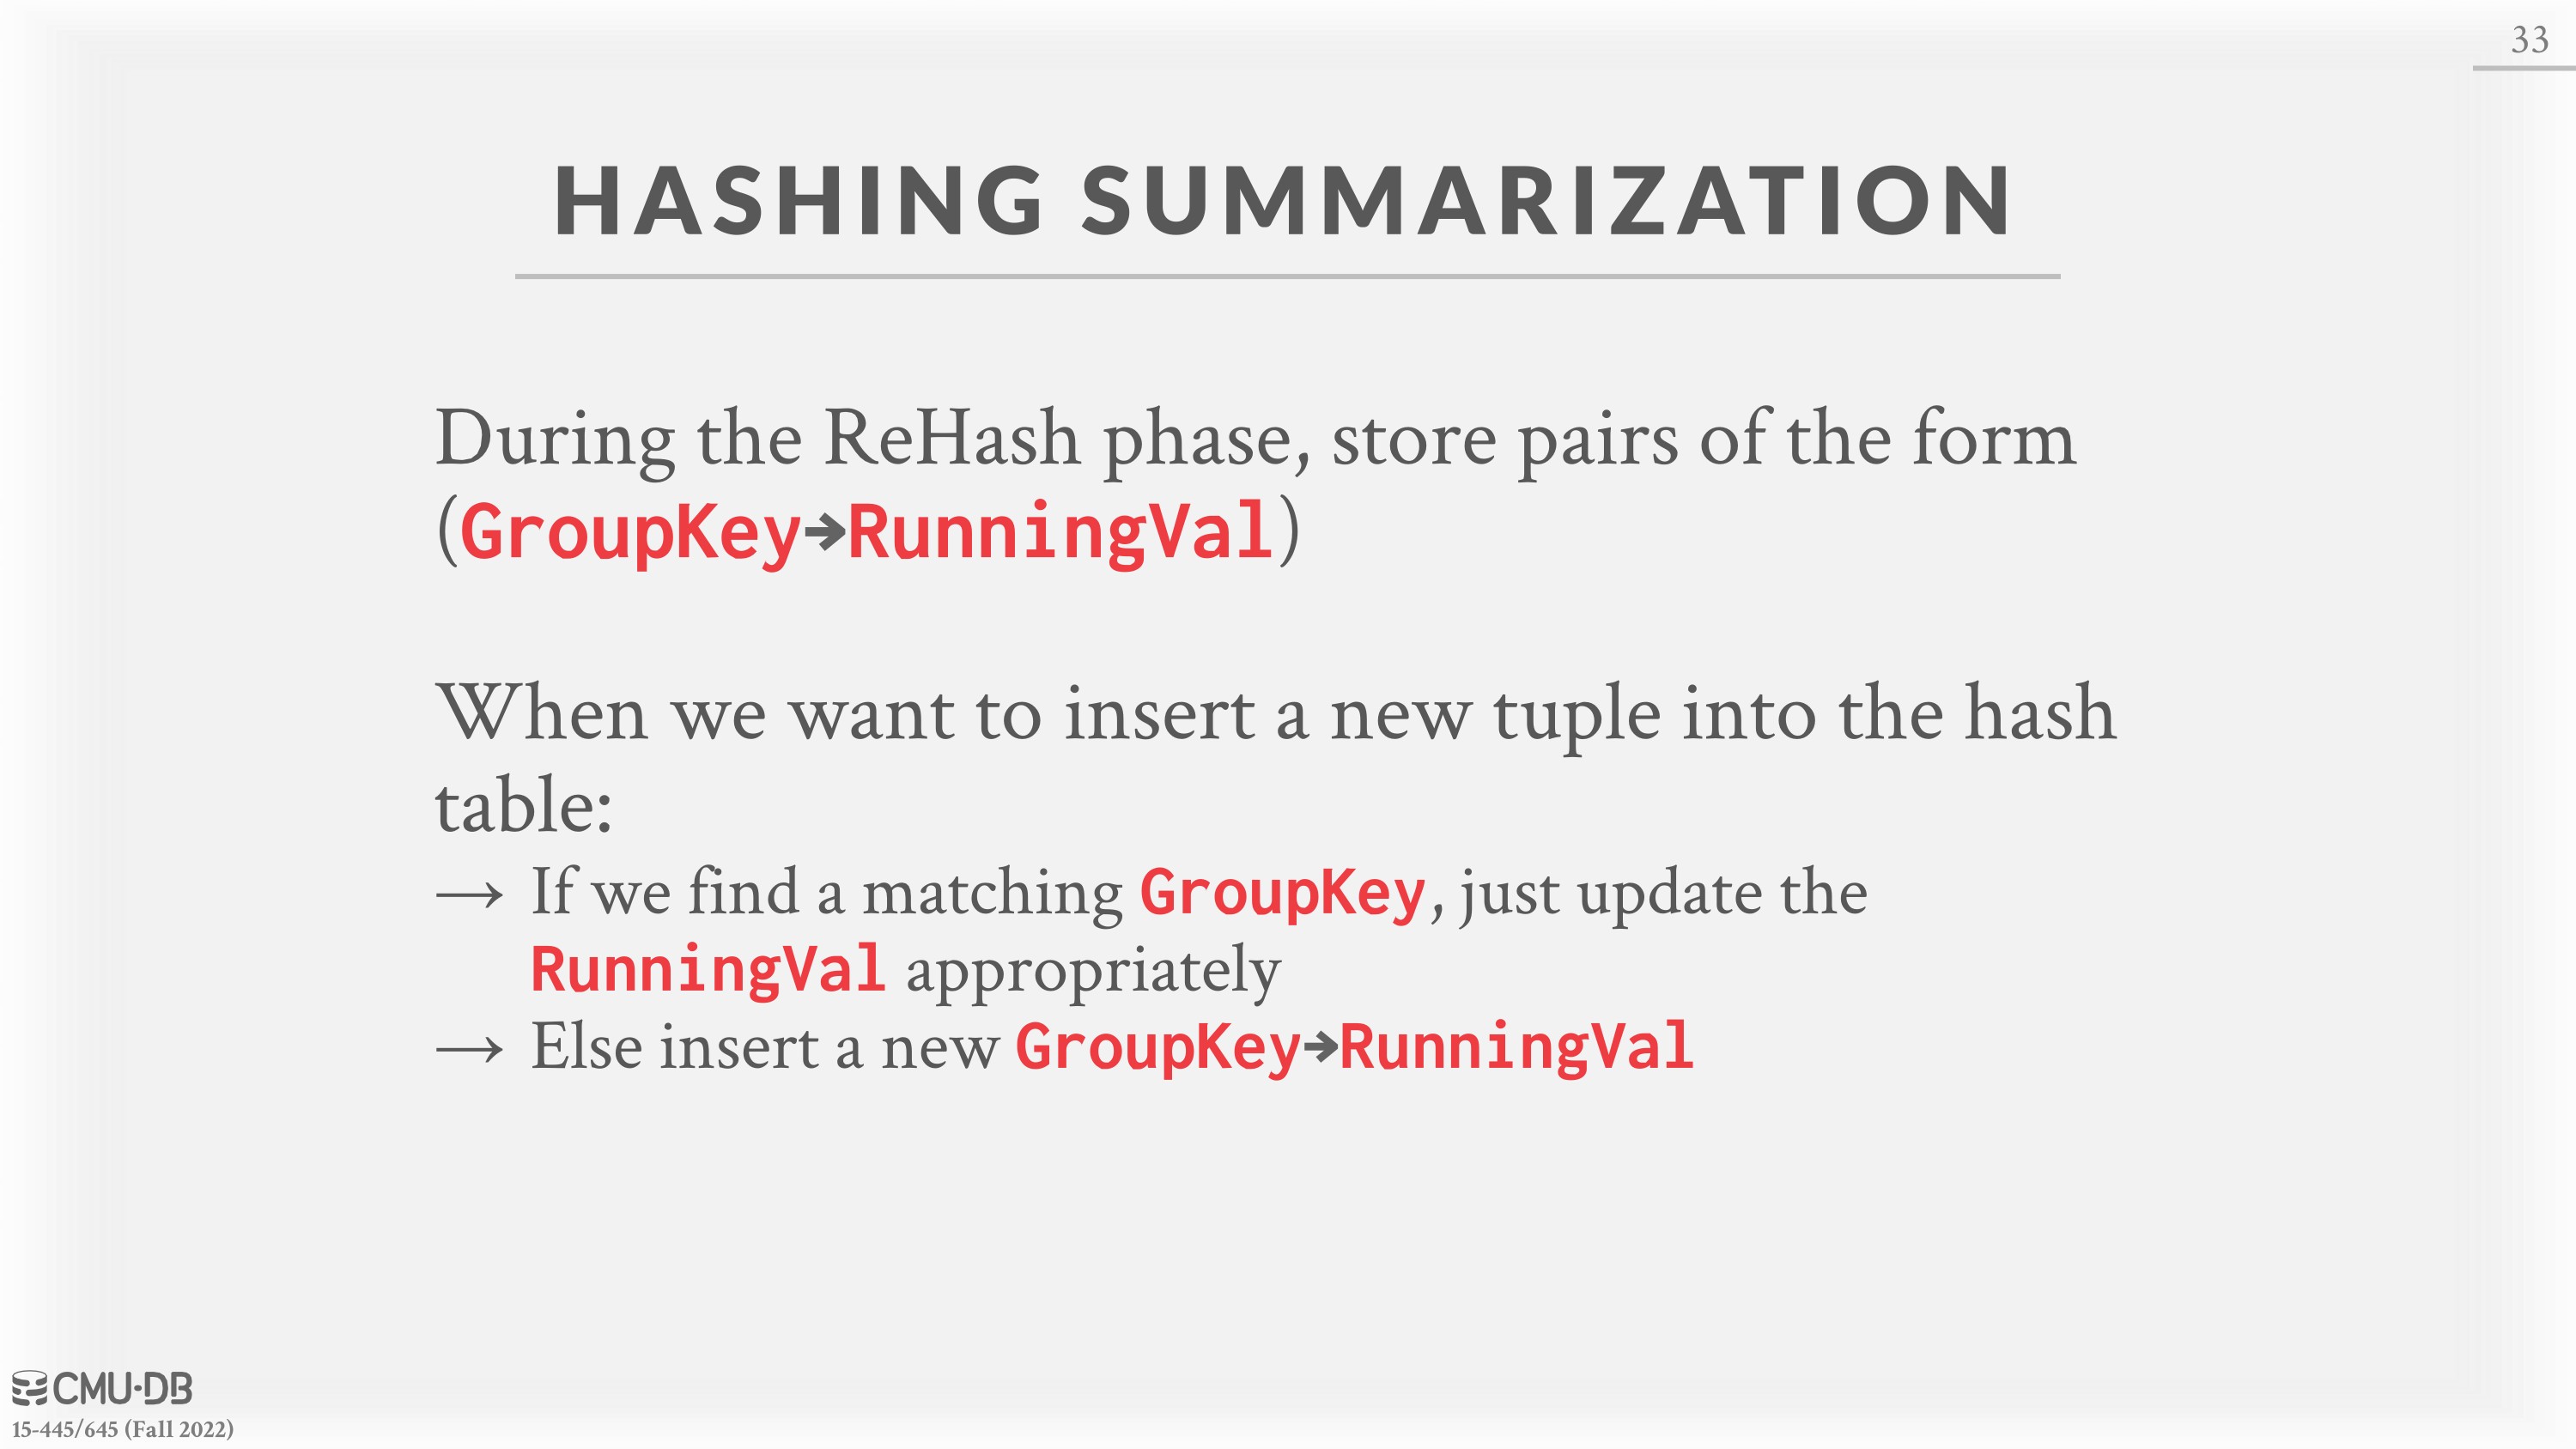 33
HASHING SUMMARIZATION
During the ReHash phase, store pairs of the form
(GroupKey→RunningVal)
When we want to insert a new tuple into the hash
table:
→ If we find a matching GroupKey, just update the
RunningVal appropriately
→ Else insert a new GroupKey→RunningVal
CMU·DB
15-445/645 (Fall 2022)